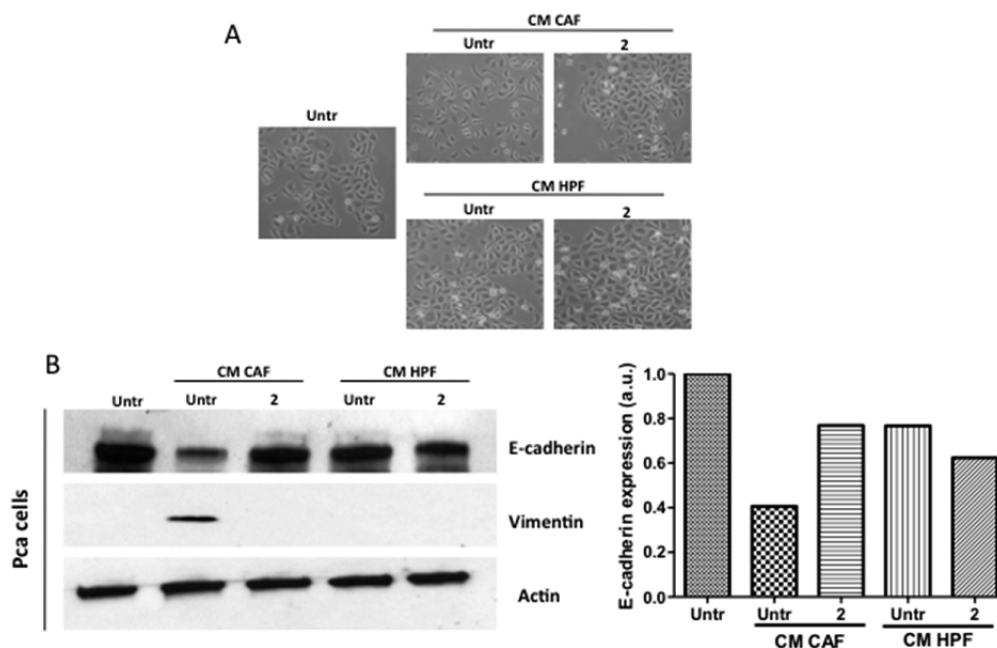 A
CM CAF
Untr 2
Untr
CM HPF
Untr 2
B
CM CAF CM HPF
Untr Untr 2 Untr 2
E-cadherin
Vimentin
Actin
Pca cells
E-cadherin expression (a.u.)
1.0
0.8
0.6
0.4
0.2
0.0
Untr Untr 2 Untr 2
CM CAF CM HPF